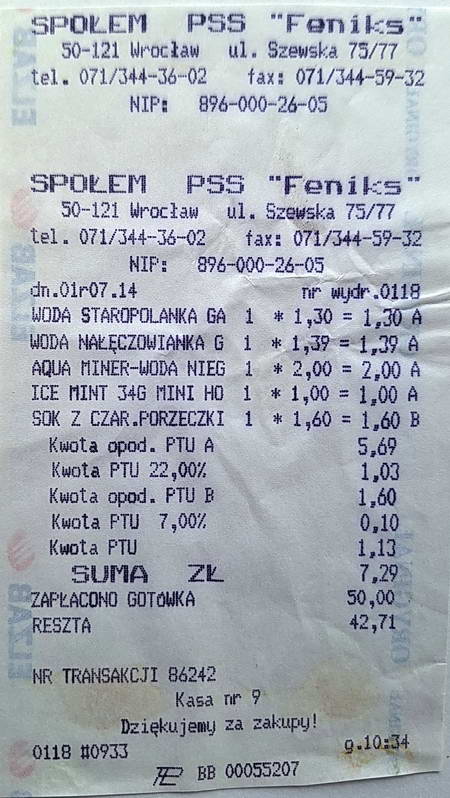 SPOŁEM PSS "Feniks"
50-121 Wrocław ul. Szewska 75/77
tel. 071/344-36-02 fax: 071/344-59-32
NIP: 896-000-26-05
SPOŁEM PSS "Feniks"
50-121 Wrocław ul. Szewska 75/77
tel. 071/344-36-02 fax: 071/344-59-32
NIP: 896-000-26-05
dn.01r07.14 nr wydr.0118
WODA STAROPOLANKA GA 1 * 1,30 = 1,30 A
WODA NAŁĘCZOWIANKA G 1 * 1,39 = 1,39 A
AQUA MINER-WODA NIEG 1 * 2,00 = 2,00 A
ICE MINT 34G MINI HO 1 * 1,00 = 1,00 A
SOK Z CZAR.PORZECZKI 1 * 1,60 = 1,60 B
Kwota opod. PTU A 5,69
Kwota PTU 22,00% 1,03
Kwota opod. PTU B 1,60
Kwota PTU 7,00% 0,10
Kwota PTU 1,13
SUMA ZŁ 7,29
ZAPŁACONO GOTÓWKA 50,00
RESZTA 42,71
NR TRANSAKCJI 86242
Kasa nr 9
Dziękujemy za zakupy!
0118 #0933 g.10:34
BB 00055207